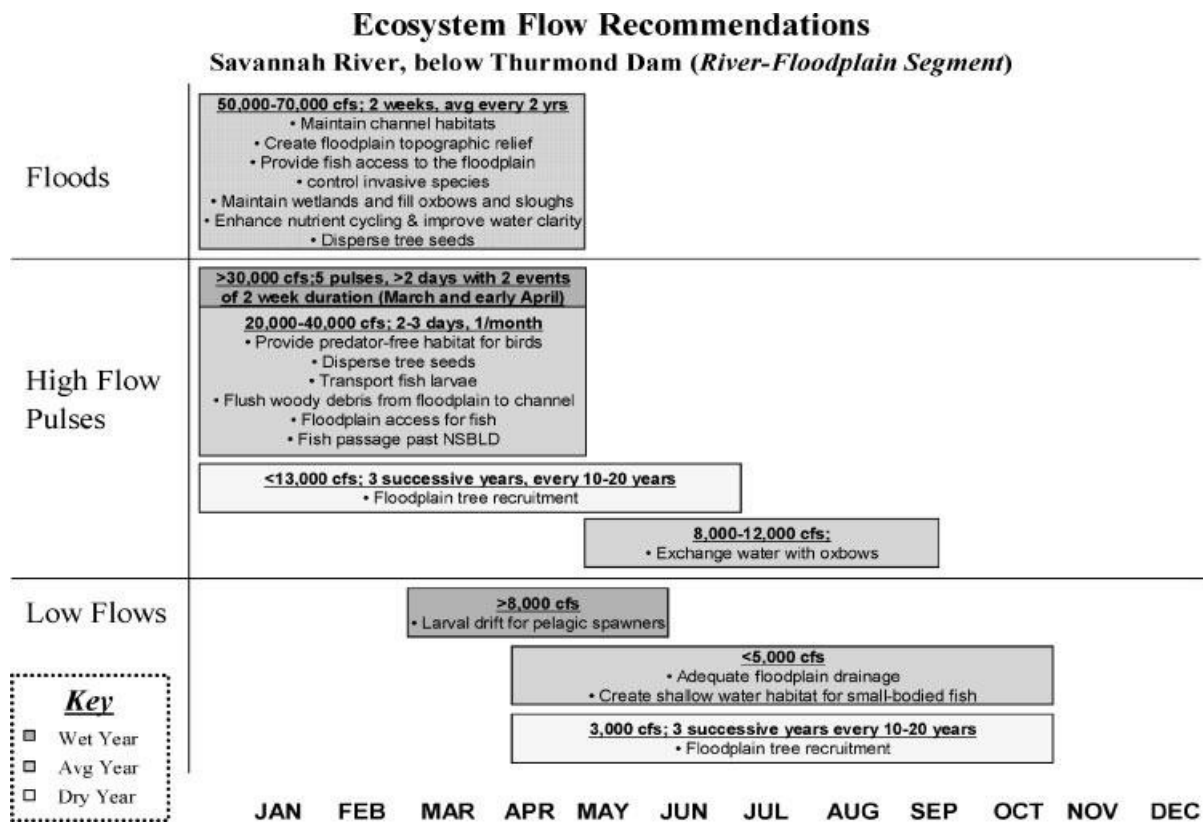 Ecosystem Flow Recommendations
Savannah River, below Thurmond Dam (River-Floodplain Segment)
Floods
50,000-70,000 cfs; 2 weeks, avg every 2 yrs
• Maintain channel habitats
• Create floodplain topographic relief
• Provide fish access to the floodplain
• control invasive species
• Maintain wetlands and fill oxbows and sloughs
• Enhance nutrient cycling & improve water clarity
• Disperse tree seeds
High Flow
Pulses
>30,000 cfs;5 pulses, >2 days with 2 events
of 2 week duration (March and early April)
20,000-40,000 cfs; 2-3 days, 1/month
• Provide predator-free habitat for birds
• Disperse tree seeds
• Transport fish larvae
• Flush woody debris from floodplain to channel
• Floodplain access for fish
• Fish passage past NSBLD
<13,000 cfs; 3 successive years, every 10-20 years
• Floodplain tree recruitment
8,000-12,000 cfs;
• Exchange water with oxbows
Low Flows
>8,000 cfs
• Larval drift for pelagic spawners
<5,000 cfs
• Adequate floodplain drainage
• Create shallow water habitat for small-bodied fish
3,000 cfs; 3 successive years every 10-20 years
• Floodplain tree recruitment
Key
Wet Year
Avg Year
Dry Year
JAN FEB MAR APR MAY JUN JUL AUG SEP OCT NOV DEC